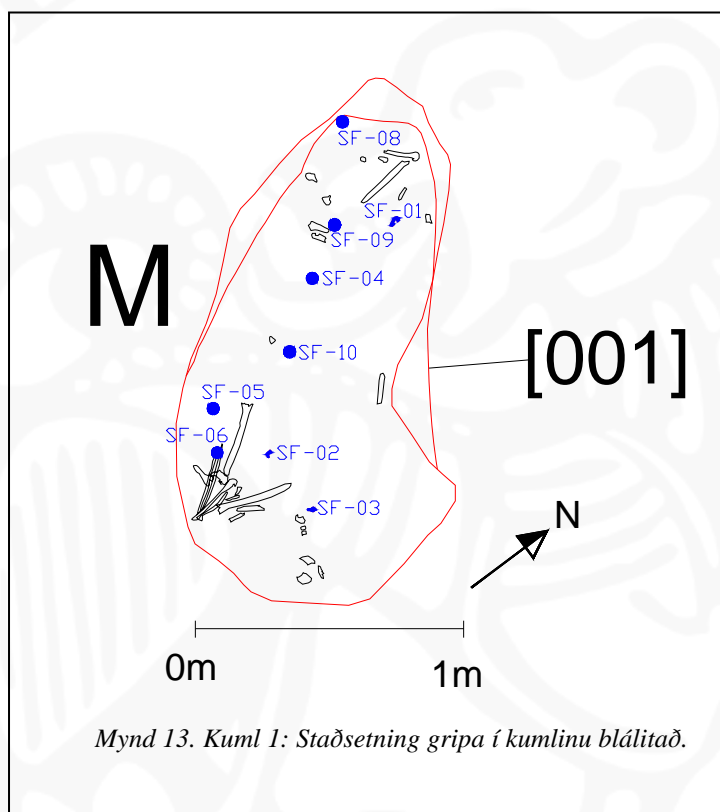 SF-08
SF-01
SF-09
M
SF-04
[001]
SF-10
SF-05
SF-06
SF-02
SF-03
N
0m
1m
Mynd 13. Kuml 1: Staðsetning gripa í kumlinu blálitað.